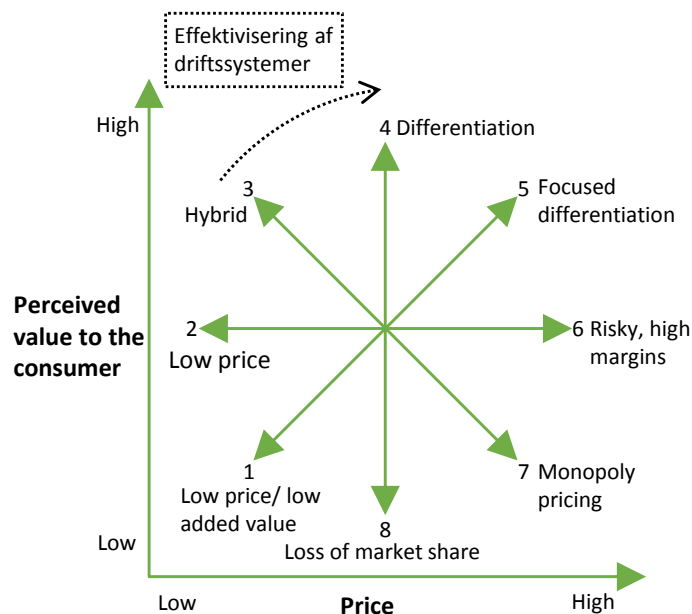 Effektivisering af
driftssystemer
High
4 Differentiation
3
Hybrid
5 Focused
differentiation
Perceived
value to the
consumer
2
Low price
6 Risky, high
margins
1
Low price/ low
added value
7 Monopoly
pricing
8
Loss of market share
Low
Low
Price
High